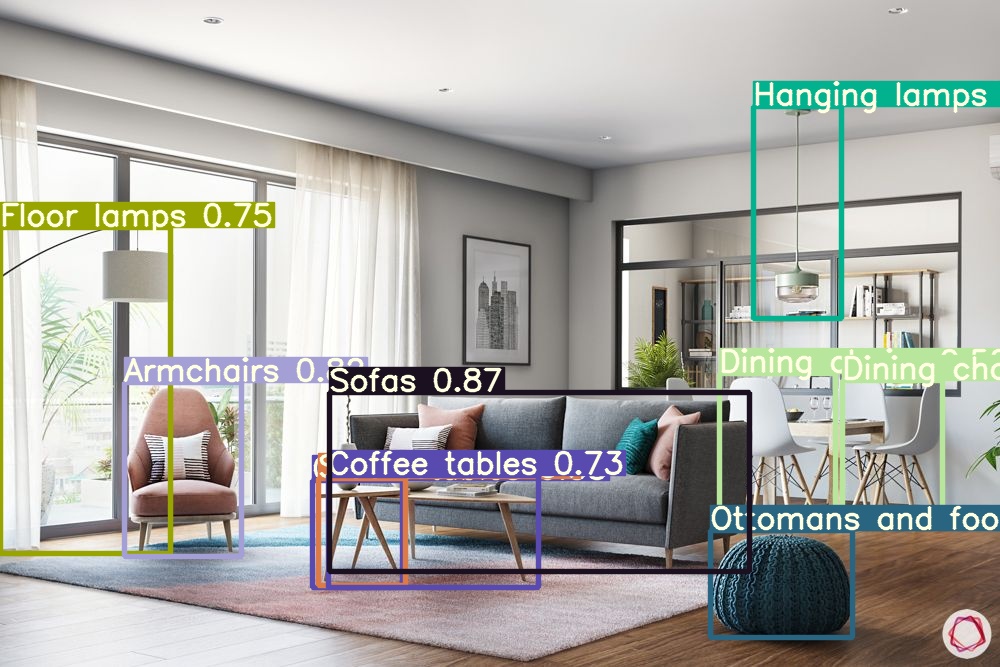 Hanging lamps
Floor lamps 0.75
Dining
Dining
Armchairs
Sofas 0.87
Coffee tables 0.73
Ottomans and foo